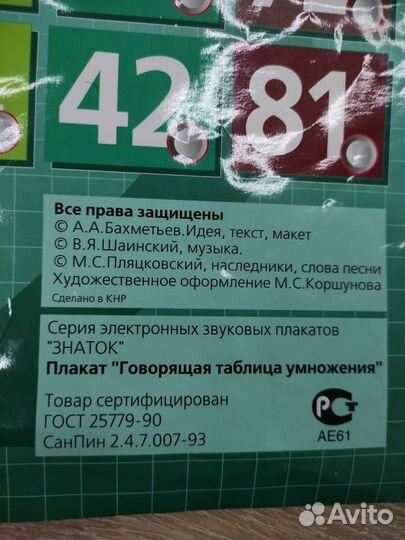 42 81
Все права защищены
© А.А.Бахметьев.Идея, текст, макет
© В.Я.Шаинский, музыка.
© М.С.Пляцковский, наследники, слова песни
Художественное оформление М.С.Коршунова
Сделано в КНР
Серия электронных звуковых плакатов
"ЗНАТОК"
Плакат "Говорящая таблица умножения"
Товар сертифицирован
ГОСТ 25779-90
СанПин 2.4.7.007-93
РСТ
АЕ61
Avito